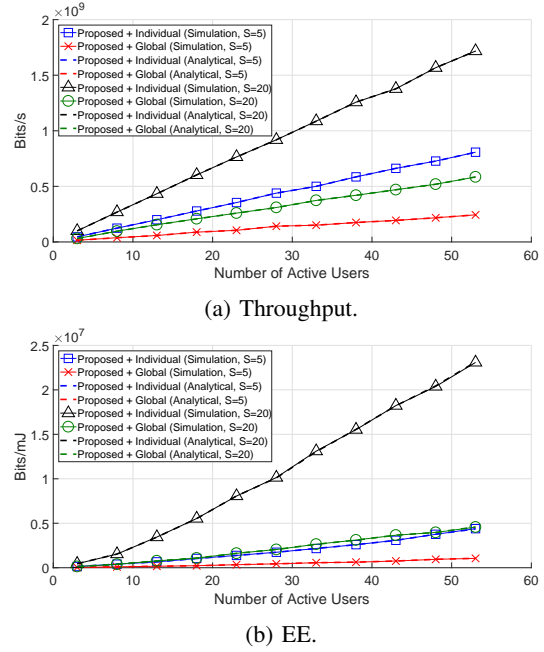 ×10^9
2
1.5
1
0.5
0
Bits/s
Proposed + Individual (Simulation, S=5)
Proposed + Global (Simulation, S=5)
Proposed + Individual (Analytical, S=5)
Proposed + Global (Analytical, S=5)
Proposed + Individual (Simulation, S=20)
Proposed + Global (Simulation, S=20)
Proposed + Individual (Analytical, S=20)
Proposed + Global (Analytical, S=20)
0 10 20 30 40 50 60
Number of Active Users
(a) Throughput.
×10^7
2.5
2
1.5
1
0.5
0
Bits/mJ
Proposed + Individual (Simulation, S=5)
Proposed + Global (Simulation, S=5)
Proposed + Individual (Analytical, S=5)
Proposed + Global (Analytical, S=5)
Proposed + Individual (Simulation, S=20)
Proposed + Global (Simulation, S=20)
Proposed + Individual (Analytical, S=20)
Proposed + Global (Analytical, S=20)
0 10 20 30 40 50 60
Number of Active Users
(b) EE.